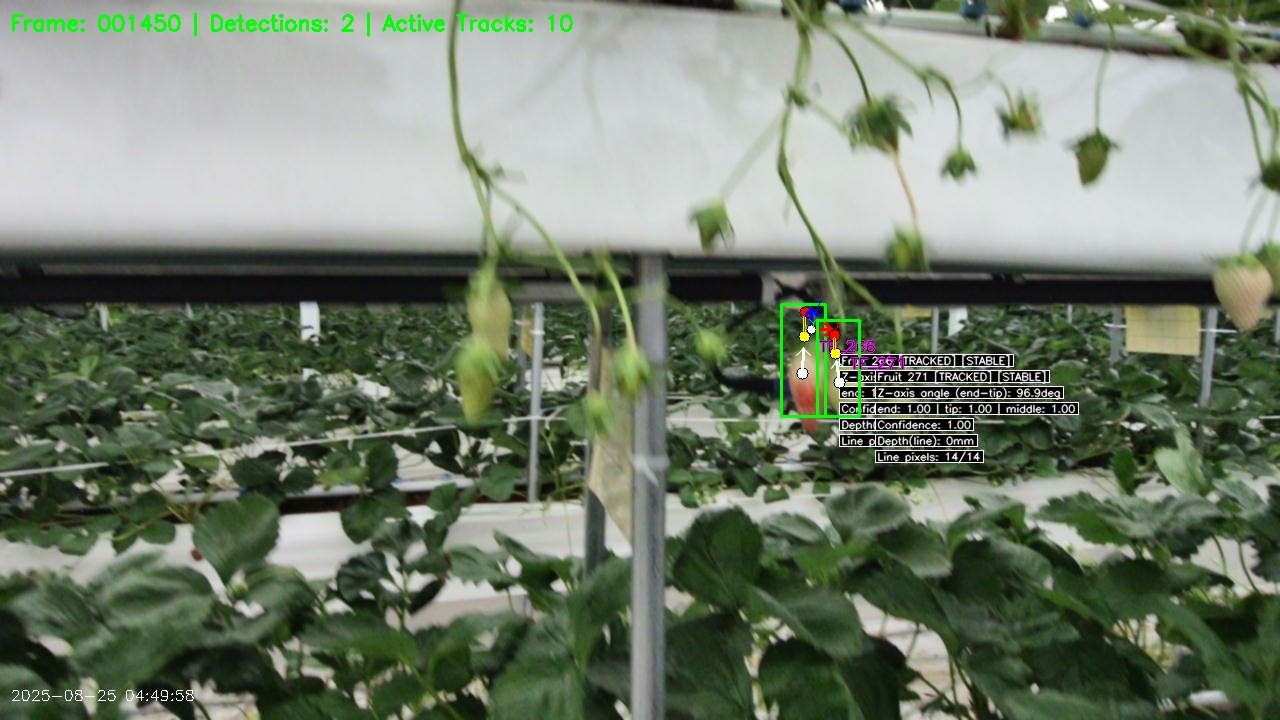 Frame: 001450 | Detections: 2 | Active Tracks: 10
[TRACKED] [STABLE]
Fruit 271 [TRACKED] [STABLE]
Z-axis angle (end-tip): 96.9deg
end: 1.00 | tip: 1.00 | middle: 1.00
Confidence: 1.00
Depth(line): 0mm
Line pixels: 14/14
2025-08-25 04:49:58